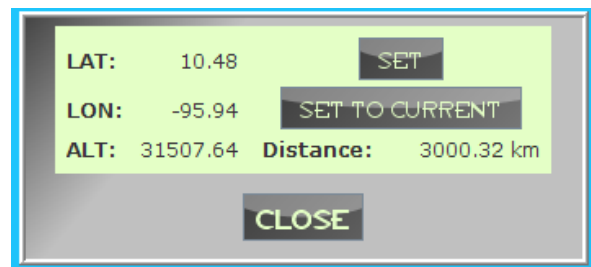 LAT: 10.48 SET
LON: -95.94 SET TO CURRENT
ALT: 31507.64 Distance: 3000.32 km
CLOSE